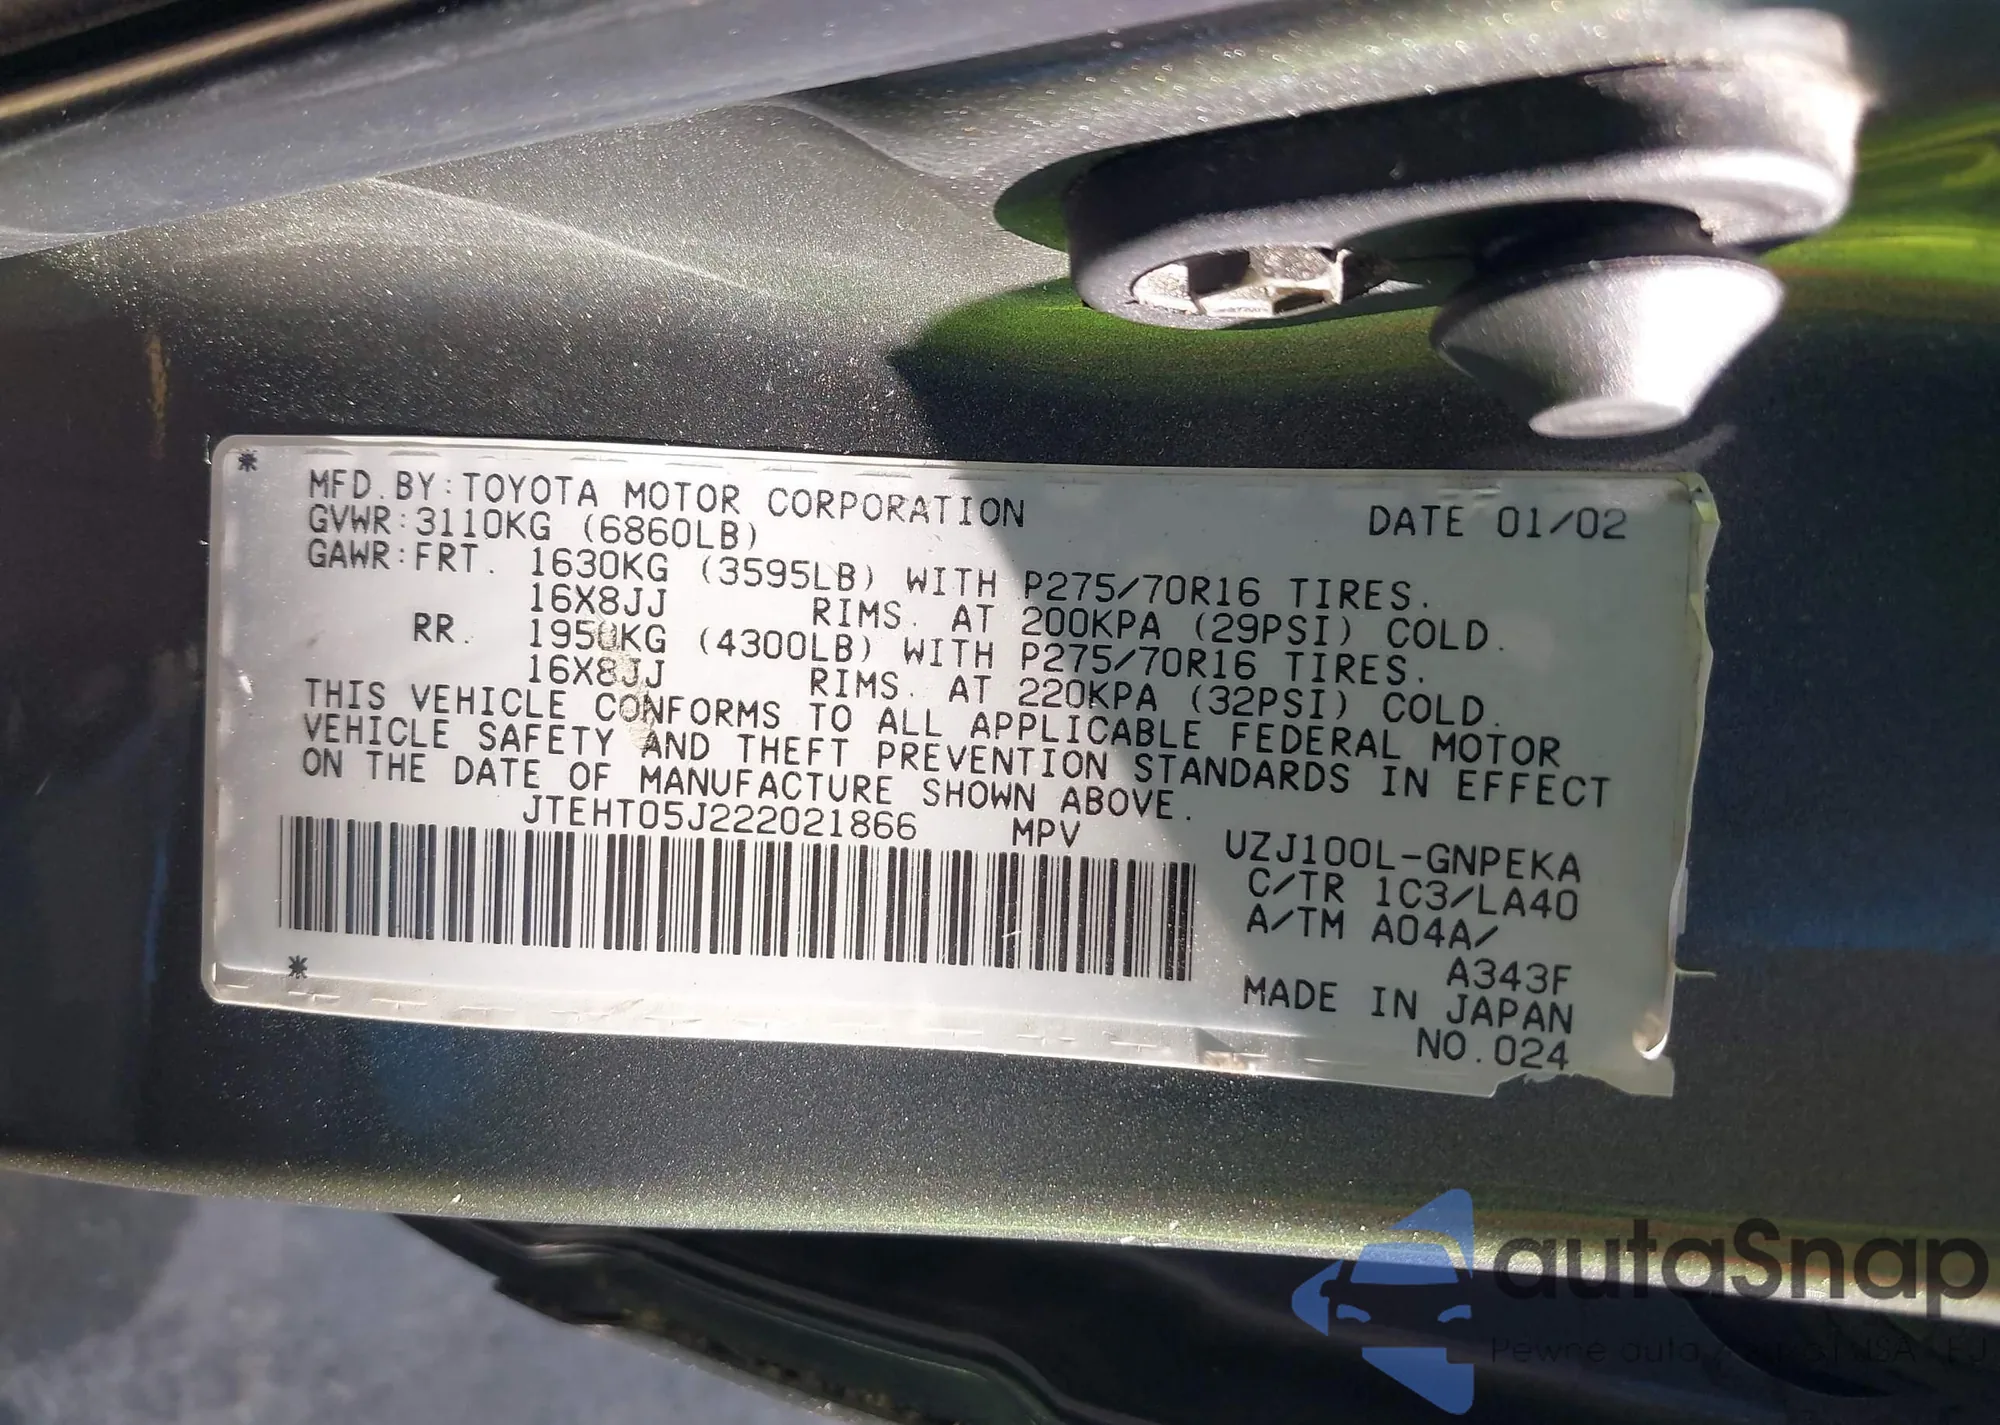 *
MFD.BY:TOYOTA MOTOR CORPORATION DATE 01/02
GVWR:3110KG (6860LB)
GAWR:FRT. 1630KG (3595LB) WITH P275/70R16 TIRES.
16X8JJ RIMS. AT 200KPA (29PSI) COLD.
RR. 1950KG (4300LB) WITH P275/70R16 TIRES.
16X8JJ RIMS. AT 220KPA (32PSI) COLD.
THIS VEHICLE CONFORMS TO ALL APPLICABLE FEDERAL MOTOR
VEHICLE SAFETY AND THEFT PREVENTION STANDARDS IN EFFECT
ON THE DATE OF MANUFACTURE SHOWN ABOVE.
JTEHT05J222021866 MPV
UZJ100L-GNPEKA
C/TR 1C3/LA40
A/TM A04A/
A343F
MADE IN JAPAN
NO.024
*
autaSnap
Pewne auta